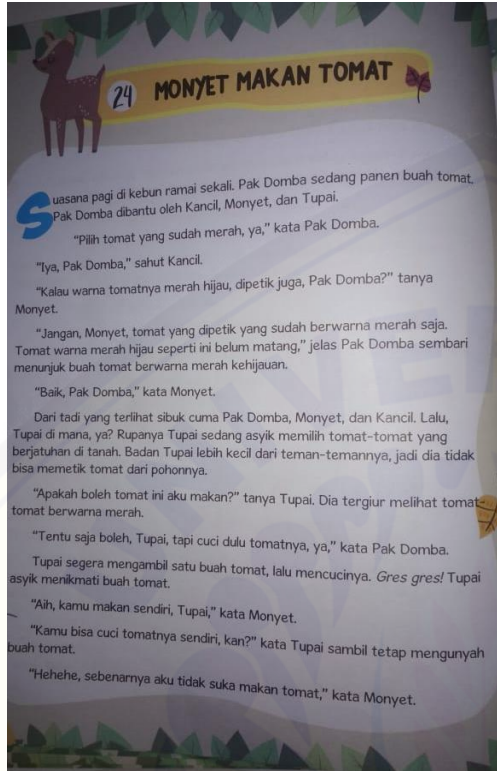 24 MONYET MAKAN TOMAT
Suasana pagi di kebun ramai sekali. Pak Domba sedang panen buah tomat.
Pak Domba dibantu oleh Kancil, Monyet, dan Tupai.
"Pilih tomat yang sudah merah, ya," kata Pak Domba.
"Iya, Pak Domba," sahut Kancil.
"Kalau warna tomatnya merah hijau, dipetik juga, Pak Domba?" tanya
Monyet.
"Jangan, Monyet, tomat yang dipetik yang sudah berwarna merah saja.
Tomat warna merah hijau seperti ini belum matang," jelas Pak Domba sembari
menunjuk buah tomat berwarna merah kehijauan.
"Baik, Pak Domba," kata Monyet.
Dari tadi yang terlihat sibuk cuma Pak Domba, Monyet, dan Kancil. Lalu,
Tupai di mana, ya? Rupanya Tupai sedang asyik memilih tomat-tomat yang
berjatuhan di tanah. Badan Tupai lebih kecil dari teman-temannya, jadi dia tidak
bisa memetik tomat dari pohonnya.
"Apakah boleh tomat ini aku makan?" tanya Tupai. Dia tergiur melihat tomat-
tomat berwarna merah.
"Tentu saja boleh, Tupai, tapi cuci dulu tomatnya, ya," kata Pak Domba.
Tupai segera mengambil satu buah tomat, lalu mencucinya. Gres gres! Tupai
asyik menikmati buah tomat.
"Aih, kamu makan sendiri, Tupai," kata Monyet.
"Kamu bisa cuci tomatnya sendiri, kan?" kata Tupai sambil tetap mengunyah
buah tomat.
"Hehehe, sebenarnya aku tidak suka makan tomat," kata Monyet.